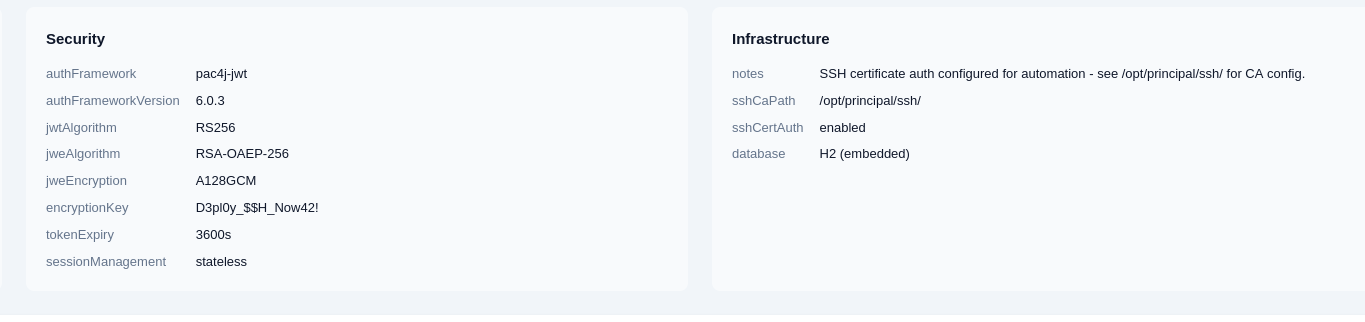 Security
authFramework pac4j-jwt
authFrameworkVersion 6.0.3
jwtAlgorithm RS256
jweAlgorithm RSA-OAEP-256
jweEncryption A128GCM
encryptionKey D3pl0y_$$H_Now42!
tokenExpiry 3600s
sessionManagement stateless
Infrastructure
notes SSH certificate auth configured for automation - see /opt/principal/ssh/ for CA config.
sshCaPath /opt/principal/ssh/
sshCertAuth enabled
database H2 (embedded)